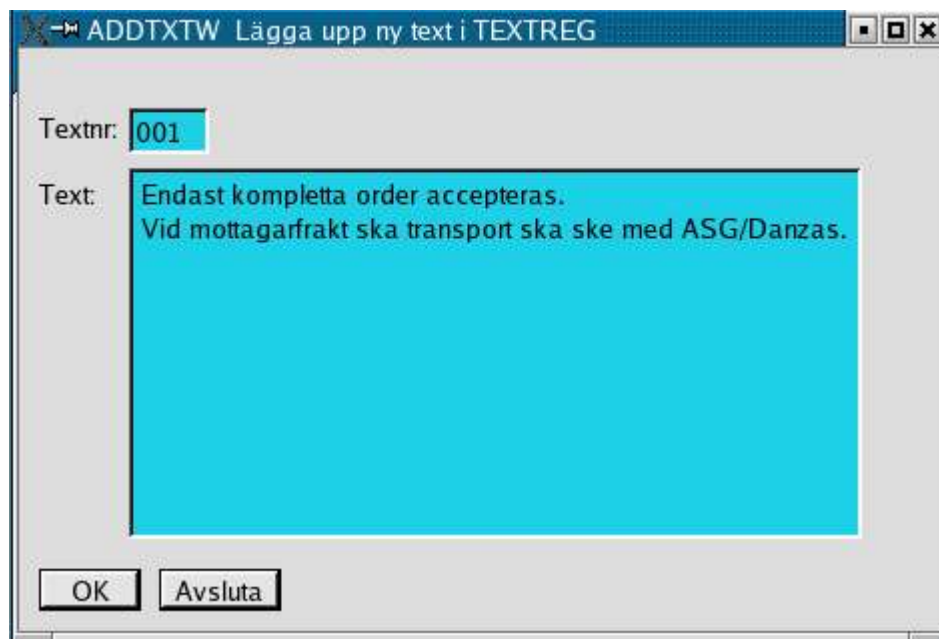 ADDTXTW Lägga upp ny text i TEXTREG
Textnr: 001
Text: Endast kompletta order accepteras.
Vid mottagarfrakt ska transport ska ske med ASG/Danzas.
OK Avsluta